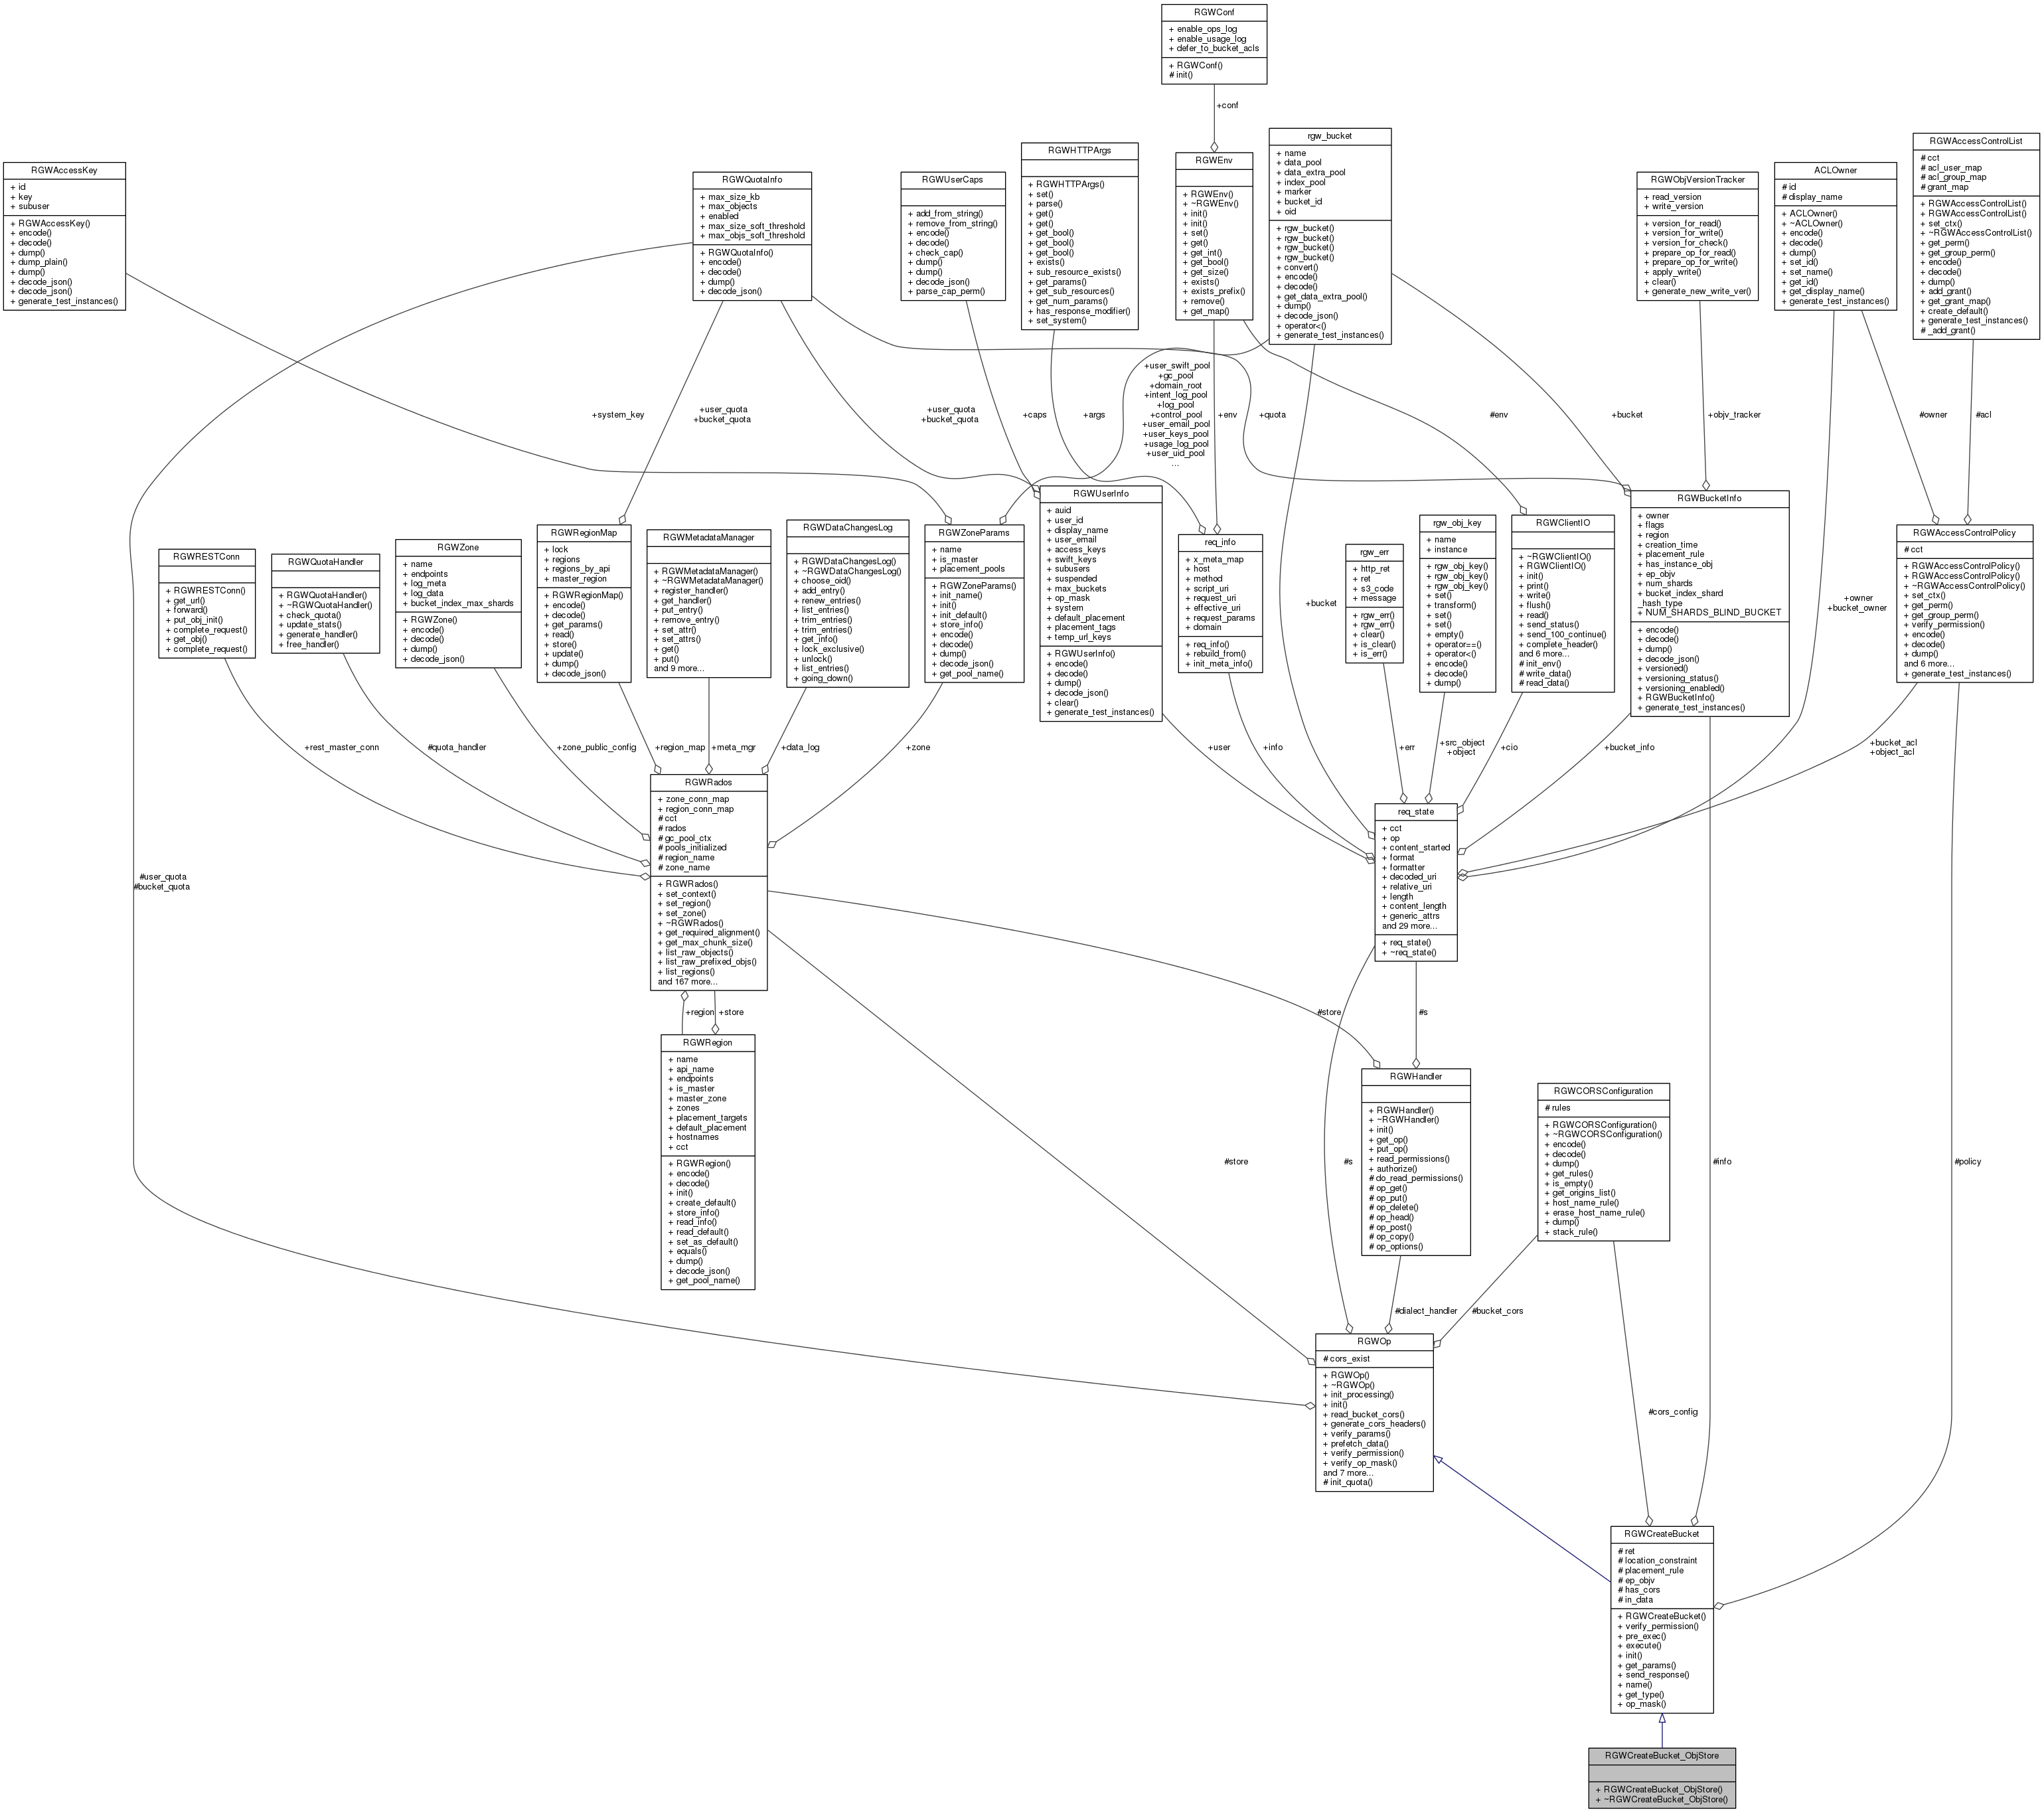 RGWConf
+ enable_ops_log
+ enable_usage_log
+ defer_to_bucket_acls
+ RGWConf()
# init()
+conf
RGWAccessKey
+ id
+ key
+ subuser
+ RGWAccessKey()
+ encode()
+ decode()
+ dump()
+ dump_plain()
+ dump()
+ decode_json()
+ decode_json()
+ generate_test_instances()
RGWQuotaInfo
+ max_size_kb
+ max_objects
+ enabled
+ max_size_soft_threshold
+ max_objs_soft_threshold
+ RGWQuotaInfo()
+ encode()
+ decode()
+ dump()
+ decode_json()
RGWUserCaps
+ add_from_string()
+ remove_from_string()
+ encode()
+ decode()
+ check_cap()
+ dump()
+ dump()
+ decode_json()
+ parse_cap_perm()
RGWHTTPArgs
+ RGWHTTPArgs()
+ set()
+ parse()
+ get()
+ get()
+ get_bool()
+ get_bool()
+ get_bool()
+ exists()
+ sub_resource_exists()
+ get_params()
+ get_sub_resources()
+ get_num_params()
+ has_response_modifier()
+ set_system()
RGWEnv
+ RGWEnv()
+ ~RGWEnv()
+ init()
+ init()
+ set()
+ get()
+ get_int()
+ get_bool()
+ get_size()
+ exists()
+ exists_prefix()
+ remove()
+ get_map()
rgw_bucket
+ name
+ data_pool
+ data_extra_pool
+ index_pool
+ marker
+ bucket_id
+ oid
+ rgw_bucket()
+ rgw_bucket()
+ rgw_bucket()
+ rgw_bucket()
+ convert()
+ encode()
+ decode()
+ get_data_extra_pool()
+ dump()
+ decode_json()
+ operator<()
+ generate_test_instances()
RGWObjVersionTracker
+ read_version
+ write_version
+ version_for_read()
+ version_for_write()
+ version_for_check()
+ prepare_op_for_read()
+ prepare_op_for_write()
+ apply_write()
+ clear()
+ generate_new_write_ver()
ACLOwner
# id
# display_name
+ ACLOwner()
+ ~ACLOwner()
+ encode()
+ decode()
+ dump()
+ set_id()
+ set_name()
+ get_id()
+ get_display_name()
+ generate_test_instances()
RGWAccessControlList
# cct
# acl_user_map
# acl_group_map
# grant_map
+ RGWAccessControlList()
+ RGWAccessControlList()
+ set_ctx()
+ ~RGWAccessControlList()
+ get_perm()
+ get_group_perm()
+ encode()
+ decode()
+ dump()
+ add_grant()
+ get_grant_map()
+ create_default()
+ generate_test_instances()
# _add_grant()
+system_key
+user_quota
+bucket_quota
+user_quota
+bucket_quota
+caps
+args
+user_swift_pool
+gc_pool
+domain_root
+intent_log_pool
+log_pool
+control_pool
+user_email_pool
+user_keys_pool
+usage_log_pool
+user_uid_pool
...
+env
+quota
#env
+bucket
+objv_tracker
#owner
#acl
RGWRESTConn
+ RGWRESTConn()
+ get_url()
+ forward()
+ put_obj_init()
+ complete_request()
+ get_obj()
+ complete_request()
RGWQuotaHandler
+ RGWQuotaHandler()
+ ~RGWQuotaHandler()
+ check_quota()
+ update_stats()
+ generate_handler()
+ free_handler()
RGWZone
+ name
+ endpoints
+ log_meta
+ log_data
+ bucket_index_max_shards
+ RGWZone()
+ encode()
+ decode()
+ dump()
+ decode_json()
RGWRegionMap
+ lock
+ regions
+ regions_by_api
+ master_region
+ RGWRegionMap()
+ encode()
+ decode()
+ get_params()
+ read()
+ store()
+ update()
+ dump()
+ decode_json()
RGWMetadataManager
+ RGWMetadataManager()
+ ~RGWMetadataManager()
+ register_handler()
+ get_handler()
+ put_entry()
+ remove_entry()
+ set_attr()
+ set_attrs()
+ get()
+ put()
and 9 more...
RGWDataChangesLog
+ RGWDataChangesLog()
+ ~RGWDataChangesLog()
+ choose_oid()
+ add_entry()
+ renew_entries()
+ list_entries()
+ trim_entries()
+ trim_entries()
+ get_info()
+ lock_exclusive()
+ unlock()
+ list_entries()
+ going_down()
RGWZoneParams
+ name
+ is_master
+ placement_pools
+ RGWZoneParams()
+ init_name()
+ init()
+ init_default()
+ store_info()
+ encode()
+ decode()
+ dump()
+ decode_json()
+ get_pool_name()
RGWUserInfo
+ auid
+ user_id
+ display_name
+ user_email
+ access_keys
+ swift_keys
+ subusers
+ suspended
+ max_buckets
+ op_mask
+ system
+ default_placement
+ placement_tags
+ temp_url_keys
+ RGWUserInfo()
+ encode()
+ decode()
+ dump()
+ decode_json()
+ clear()
+ generate_test_instances()
req_info
+ x_meta_map
+ host
+ method
+ script_uri
+ request_uri
+ effective_uri
+ request_params
+ domain
+ req_info()
+ rebuild_from()
+ init_meta_info()
+bucket
rgw_err
+ http_ret
+ ret
+ s3_code
+ message
+ rgw_err()
+ rgw_err()
+ clear()
+ is_clear()
+ is_err()
rgw_obj_key
+ name
+ instance
+ rgw_obj_key()
+ rgw_obj_key()
+ rgw_obj_key()
+ set()
+ transform()
+ set()
+ set()
+ empty()
+ operator==()
+ operator<()
+ encode()
+ decode()
+ dump()
RGWClientIO
+ ~RGWClientIO()
+ RGWClientIO()
+ init()
+ print()
+ write()
+ flush()
+ read()
+ send_status()
+ send_100_continue()
+ complete_header()
and 6 more...
# init_env()
# write_data()
# read_data()
RGWBucketInfo
+ owner
+ flags
+ region
+ creation_time
+ placement_rule
+ has_instance_obj
+ ep_objv
+ num_shards
+ bucket_index_shard
_hash_type
+ NUM_SHARDS_BLIND_BUCKET
+ encode()
+ decode()
+ dump()
+ decode_json()
+ versioned()
+ versioning_status()
+ versioning_enabled()
+ RGWBucketInfo()
+ generate_test_instances()
+owner
+bucket_owner
RGWAccessControlPolicy
# cct
+ RGWAccessControlPolicy()
+ RGWAccessControlPolicy()
+ ~RGWAccessControlPolicy()
+ set_ctx()
+ get_perm()
+ get_group_perm()
+ verify_permission()
+ encode()
+ decode()
+ dump()
and 6 more...
+ generate_test_instances()
+rest_master_conn
#quota_handler
+zone_public_config
+region_map
+meta_mgr
+data_log
+zone
+user
+info
+err
+src_object
+object
+cio
+bucket_info
+bucket_acl
+object_acl
RGWRados
+ zone_conn_map
+ region_conn_map
# cct
# rados
# gc_pool_ctx
# pools_initialized
# region_name
# zone_name
+ RGWRados()
+ set_context()
+ set_region()
+ set_zone()
+ ~RGWRados()
+ get_required_alignment()
+ get_max_chunk_size()
+ list_raw_objects()
+ list_raw_prefixed_objs()
+ list_regions()
and 167 more...
req_state
+ cct
+ op
+ content_started
+ format
+ formatter
+ decoded_uri
+ relative_uri
+ length
+ content_length
+ generic_attrs
and 29 more...
+ req_state()
+ ~req_state()
#user_quota
#bucket_quota
+region
+store
#store
#s
RGWRegion
+ name
+ api_name
+ endpoints
+ is_master
+ master_zone
+ zones
+ placement_targets
+ default_placement
+ hostnames
+ cct
+ RGWRegion()
+ encode()
+ decode()
+ init()
+ create_default()
+ store_info()
+ read_info()
+ read_default()
+ set_as_default()
+ equals()
+ dump()
+ decode_json()
+ get_pool_name()
RGWHandler
+ RGWHandler()
+ ~RGWHandler()
+ init()
+ get_op()
+ put_op()
+ read_permissions()
+ authorize()
# do_read_permissions()
# op_get()
# op_put()
# op_delete()
# op_head()
# op_post()
# op_copy()
# op_options()
RGWCORSConfiguration
# rules
+ RGWCORSConfiguration()
+ ~RGWCORSConfiguration()
+ encode()
+ decode()
+ dump()
+ get_rules()
+ is_empty()
+ get_origins_list()
+ host_name_rule()
+ erase_host_name_rule()
+ dump()
+ stack_rule()
#store
#s
#info
#policy
#dialect_handler
#bucket_cors
RGWOp
# cors_exist
+ RGWOp()
+ ~RGWOp()
+ init_processing()
+ init()
+ read_bucket_cors()
+ generate_cors_headers()
+ verify_params()
+ prefetch_data()
+ verify_permission()
+ verify_op_mask()
and 7 more...
# init_quota()
#cors_config
RGWCreateBucket
# ret
# location_constraint
# placement_rule
# ep_objv
# has_cors
# in_data
+ RGWCreateBucket()
+ verify_permission()
+ pre_exec()
+ execute()
+ init()
+ get_params()
+ send_response()
+ name()
+ get_type()
+ op_mask()
RGWCreateBucket_ObjStore
+ RGWCreateBucket_ObjStore()
+ ~RGWCreateBucket_ObjStore()